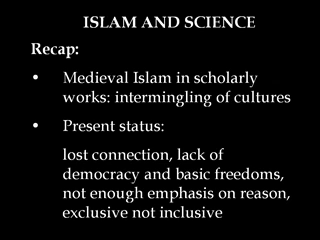 ISLAM AND SCIENCE
Recap:
• Medieval Islam in scholarly
works: intermingling of cultures
• Present status:
lost connection, lack of
democracy and basic freedoms,
not enough emphasis on reason,
exclusive not inclusive